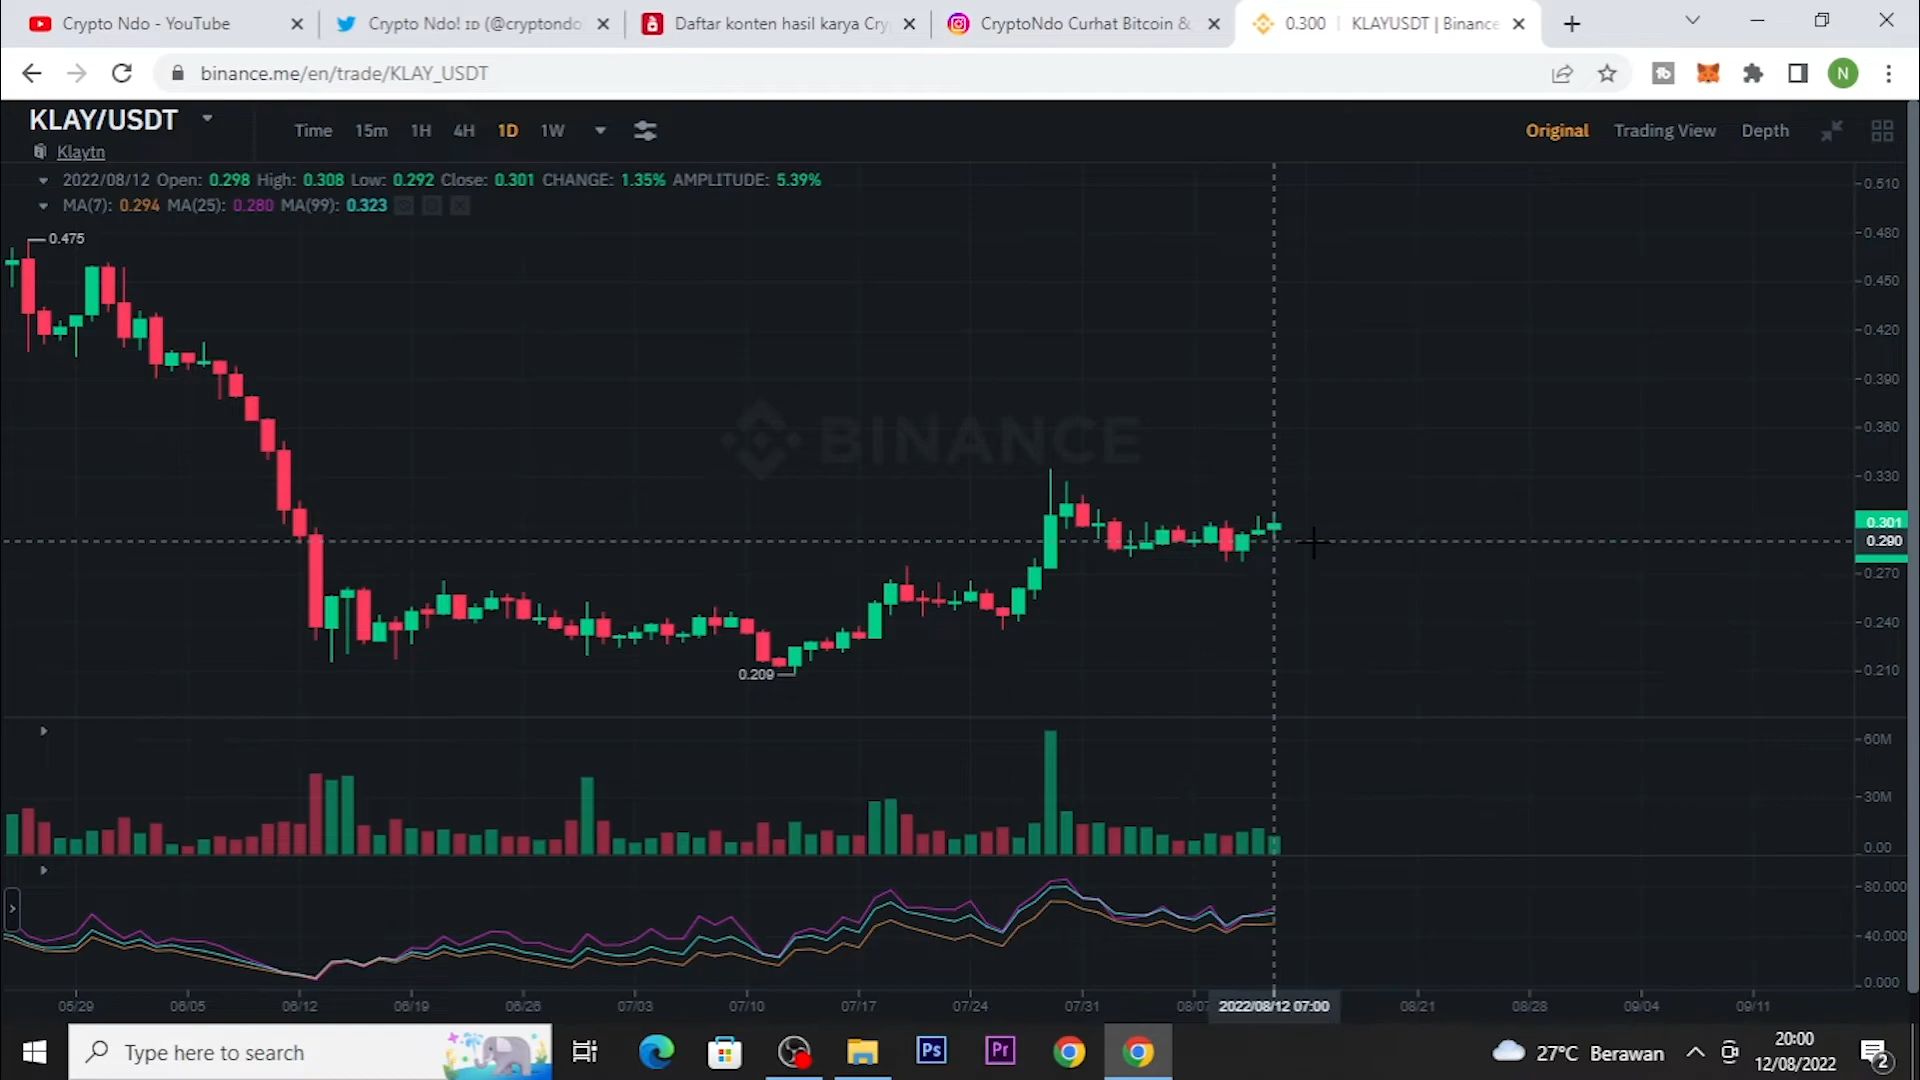 Crypto Ndo - YouTube
Crypto Ndo! ɪᴅ (@cryptondo
Daftar konten hasil karya Cry
CryptoNdo Curhat Bitcoin &
0.300 | KLAYUSDT | Binance
binance.me/en/trade/KLAY_USDT
N
KLAY/USDT
Klaytn
Time 15m 1H 4H 1D 1W
Original Trading View Depth
2022/08/12 Open: 0.298 High: 0.308 Low: 0.292 Close: 0.301 CHANGE: 1.35% AMPLITUDE: 5.39%
MA(7): 0.294 MA(25): 0.280 MA(99): 0.323
0.475
0.209
BINANCE
0.510
0.480
0.450
0.420
0.390
0.360
0.330
0.301
0.290
0.270
0.240
0.210
60M
30M
0.00
80.000
40.000
0.000
05/29 06/05 06/12 06/19 06/26 07/03 07/10 07/17 07/24 07/31 08/07 2022/08/12 07:00 08/21 08/28 09/04 09/11
Type here to search
Ps
Pr
27°C Berawan
20:00
12/08/2022
2